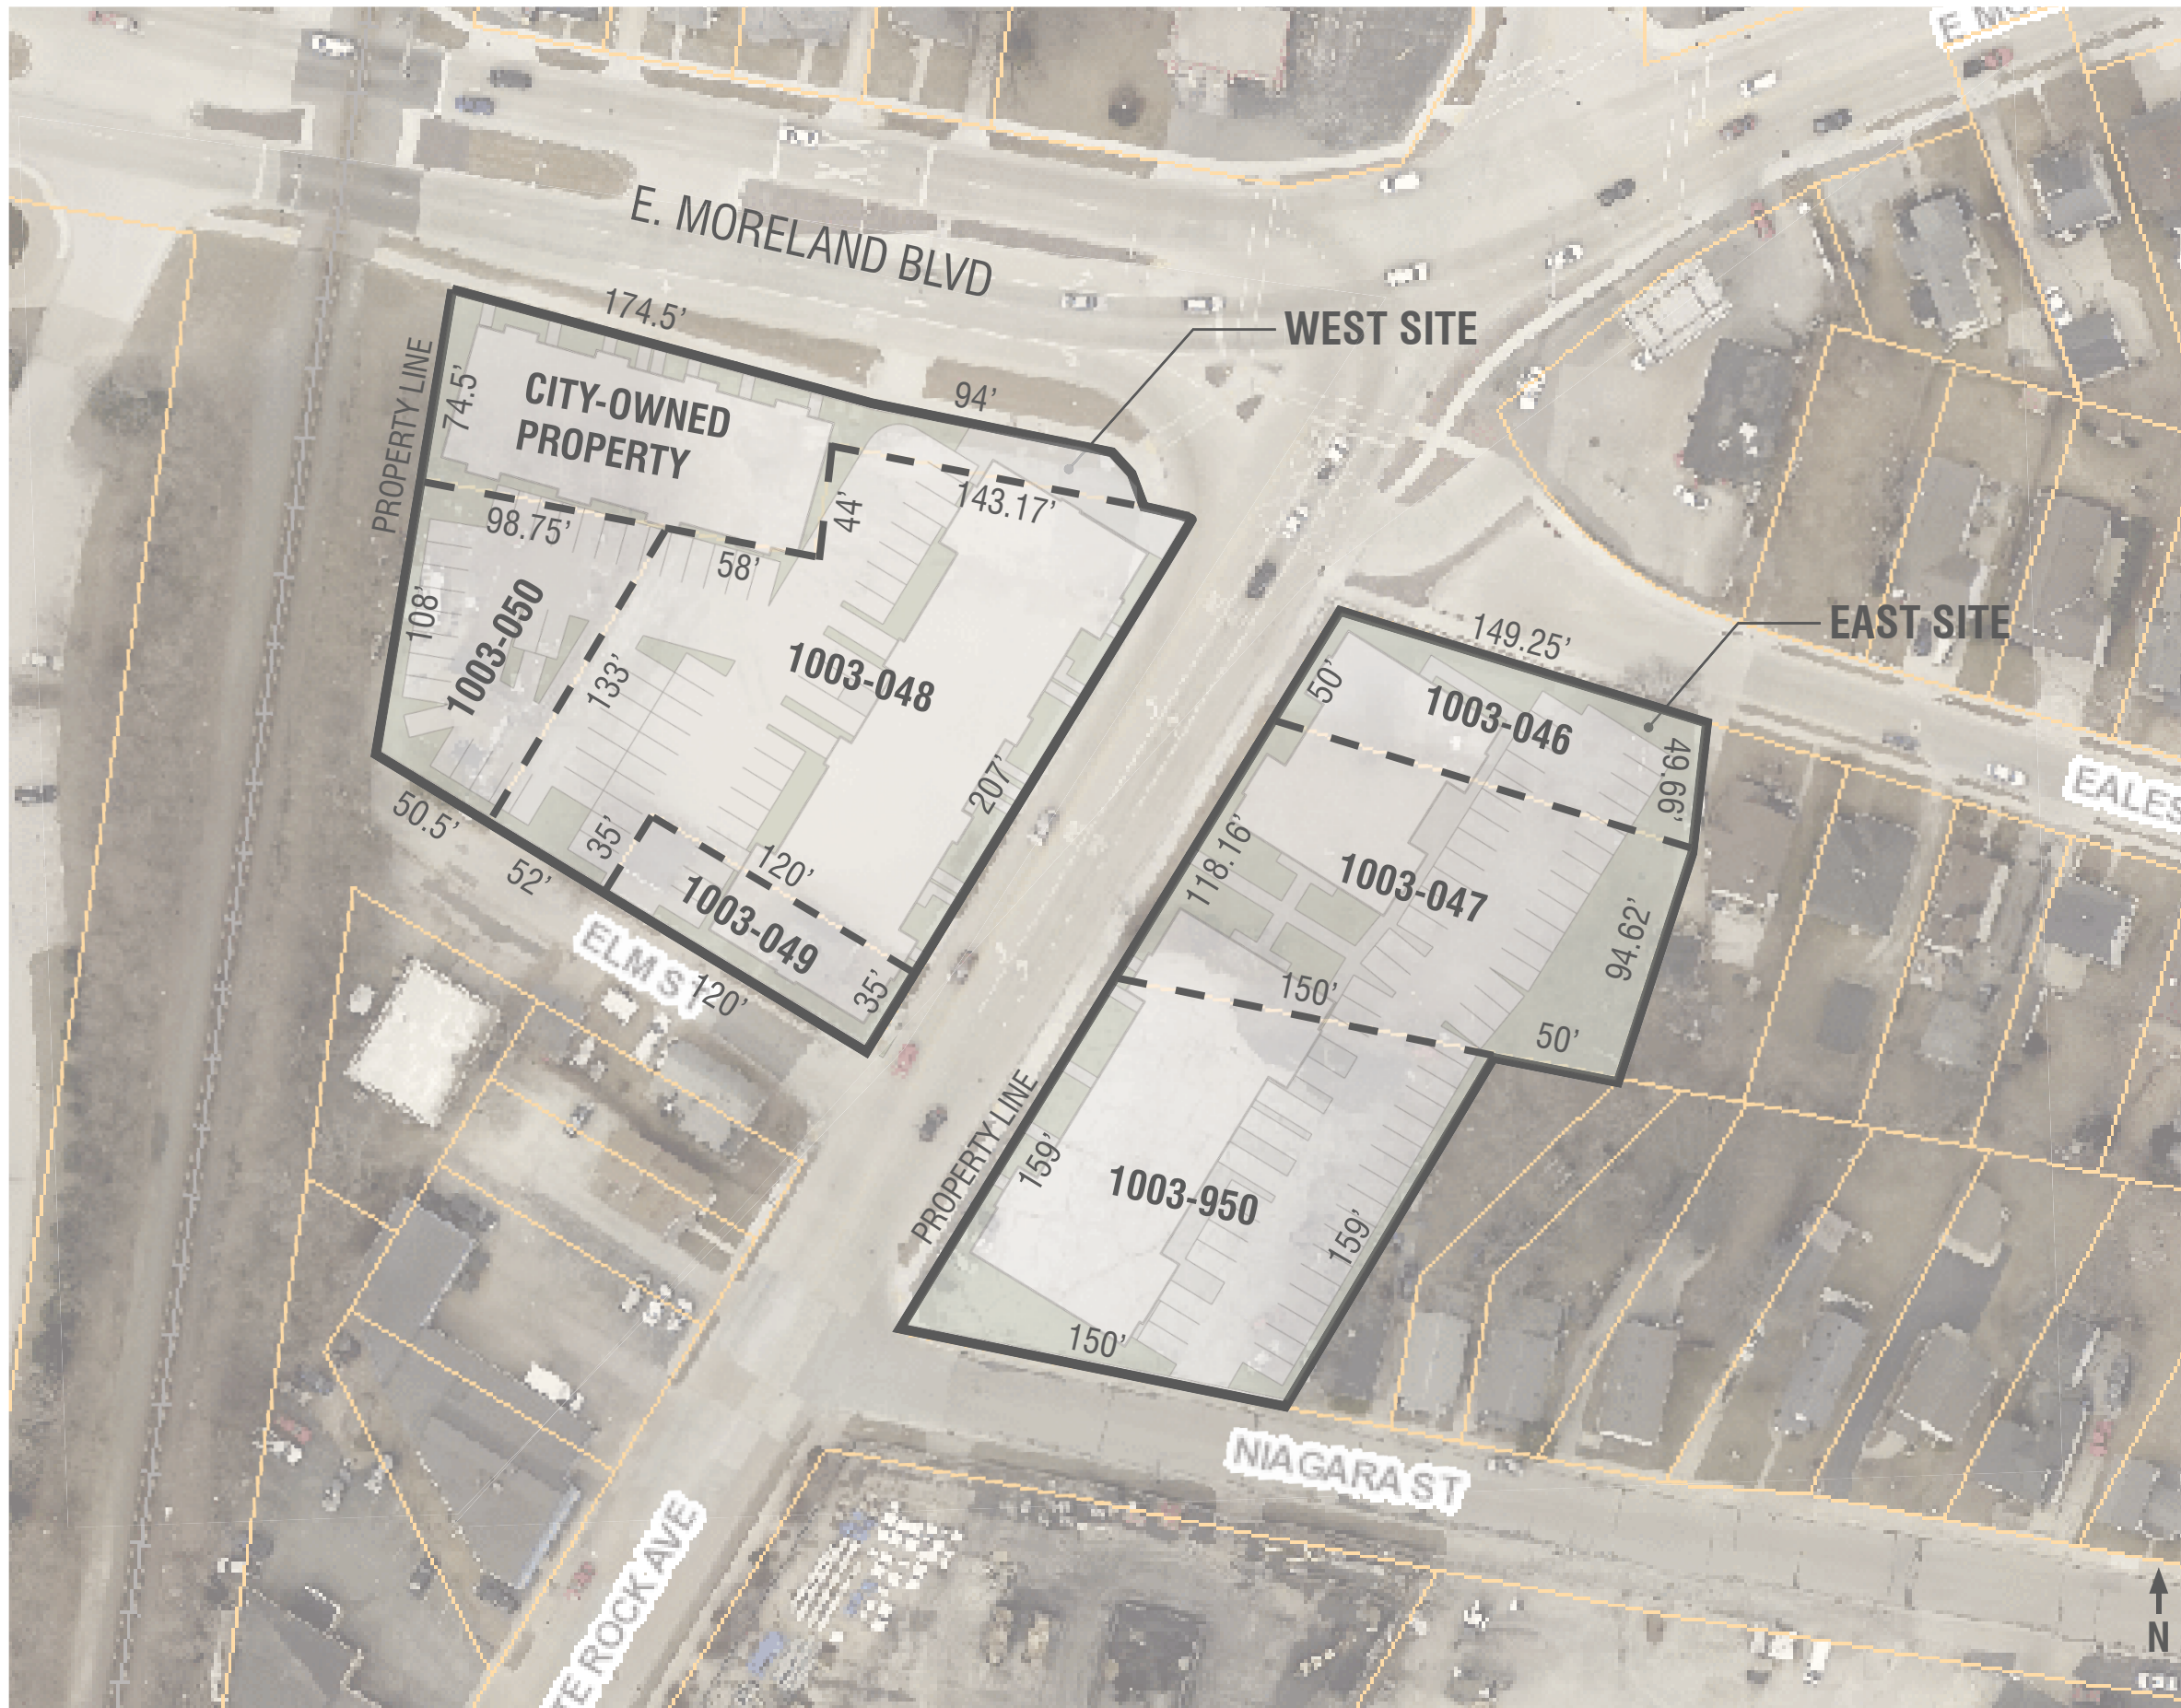 E. MORELAND BLVD
174.5’
WEST SITE
94’
PROPERTY LINE
74.5’
CITY-OWNED
PROPERTY
98.75’
58’
44’
143.17’
108’
1003-050
133’
1003-048
207’
50.5’
52’
35’
120’
1003-049
35’
ELM ST
120’
149.25’
EAST SITE
50’
1003-046
49.66’
EALES
118.16’
1003-047
94.62’
150’
50’
PROPERTY LINE
159’
1003-950
159’
150’
NIAGARA ST
ROCK AVE
N